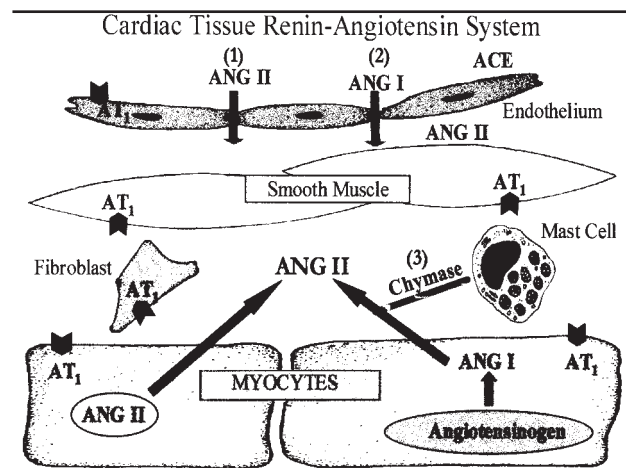 Cardiac Tissue Renin-Angiotensin System
(1)
ANG II
(2)
ANG I
ACE
AT1
Endothelium
ANG II
Smooth Muscle
AT1
AT1
Mast Cell
Fibroblast
AT1
ANG II
(3)
Chymase
AT1
MYOCYTES
ANG I
AT1
ANG II
Angiotensinogen